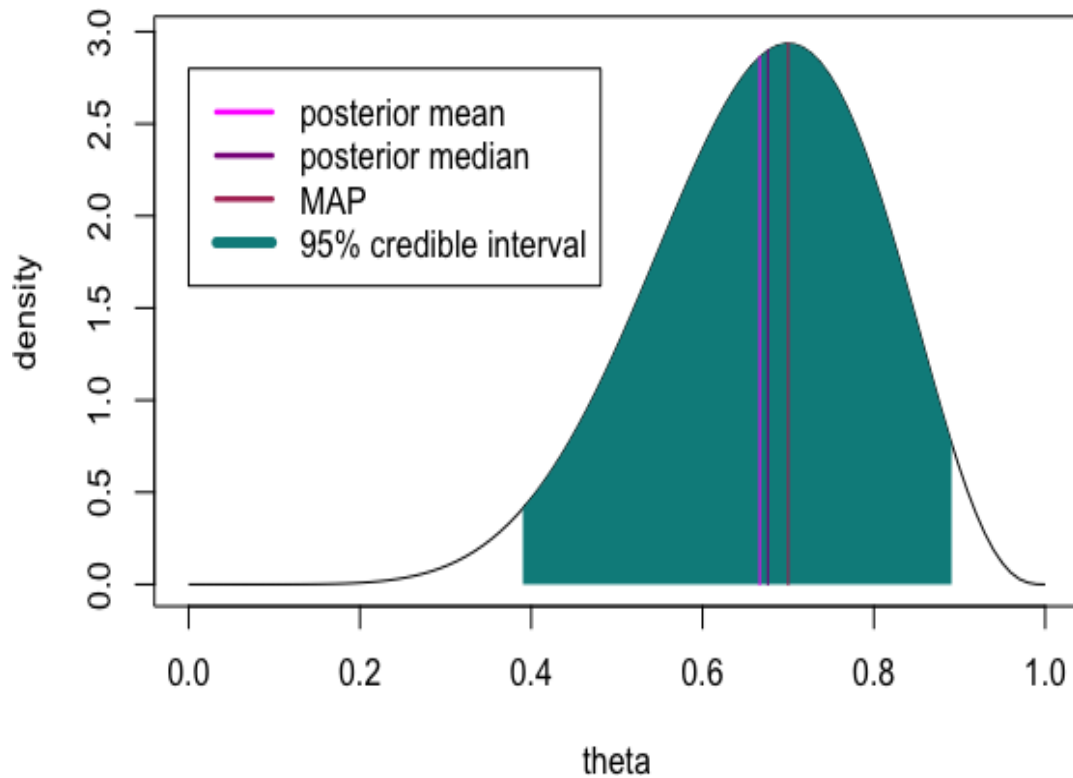 density
3.0
2.5
2.0
1.5
1.0
0.5
0.0
posterior mean
posterior median
MAP
95% credible interval
0.0 0.2 0.4 0.6 0.8 1.0
theta